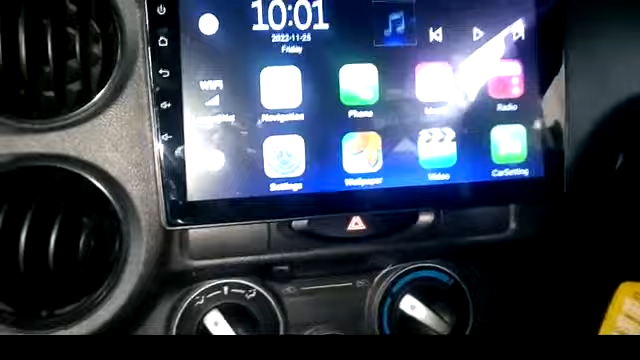 10:01
2022-11-25
Friday
WIFI
Navigation
Phone
Radio
Settings
Wallpaper
Video
CarSetting